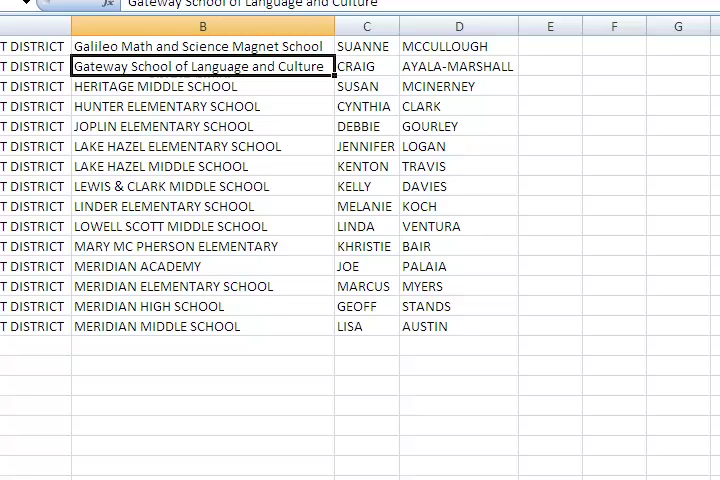 fx Gateway School of Language and Culture
B C D E F G
T DISTRICT Galileo Math and Science Magnet School SUANNE MCCULLOUGH
T DISTRICT Gateway School of Language and Culture CRAIG AYALA-MARSHALL
T DISTRICT HERITAGE MIDDLE SCHOOL SUSAN MCINERNEY
T DISTRICT HUNTER ELEMENTARY SCHOOL CYNTHIA CLARK
T DISTRICT JOPLIN ELEMENTARY SCHOOL DEBBIE GOURLEY
T DISTRICT LAKE HAZEL ELEMENTARY SCHOOL JENNIFER LOGAN
T DISTRICT LAKE HAZEL MIDDLE SCHOOL KENTON TRAVIS
T DISTRICT LEWIS & CLARK MIDDLE SCHOOL KELLY DAVIES
T DISTRICT LINDER ELEMENTARY SCHOOL MELANIE KOCH
T DISTRICT LOWELL SCOTT MIDDLE SCHOOL LINDA VENTURA
T DISTRICT MARY MC PHERSON ELEMENTARY KHRISTIE BAIR
T DISTRICT MERIDIAN ACADEMY JOE PALAIA
T DISTRICT MERIDIAN ELEMENTARY SCHOOL MARCUS MYERS
T DISTRICT MERIDIAN HIGH SCHOOL GEOFF STANDS
T DISTRICT MERIDIAN MIDDLE SCHOOL LISA AUSTIN